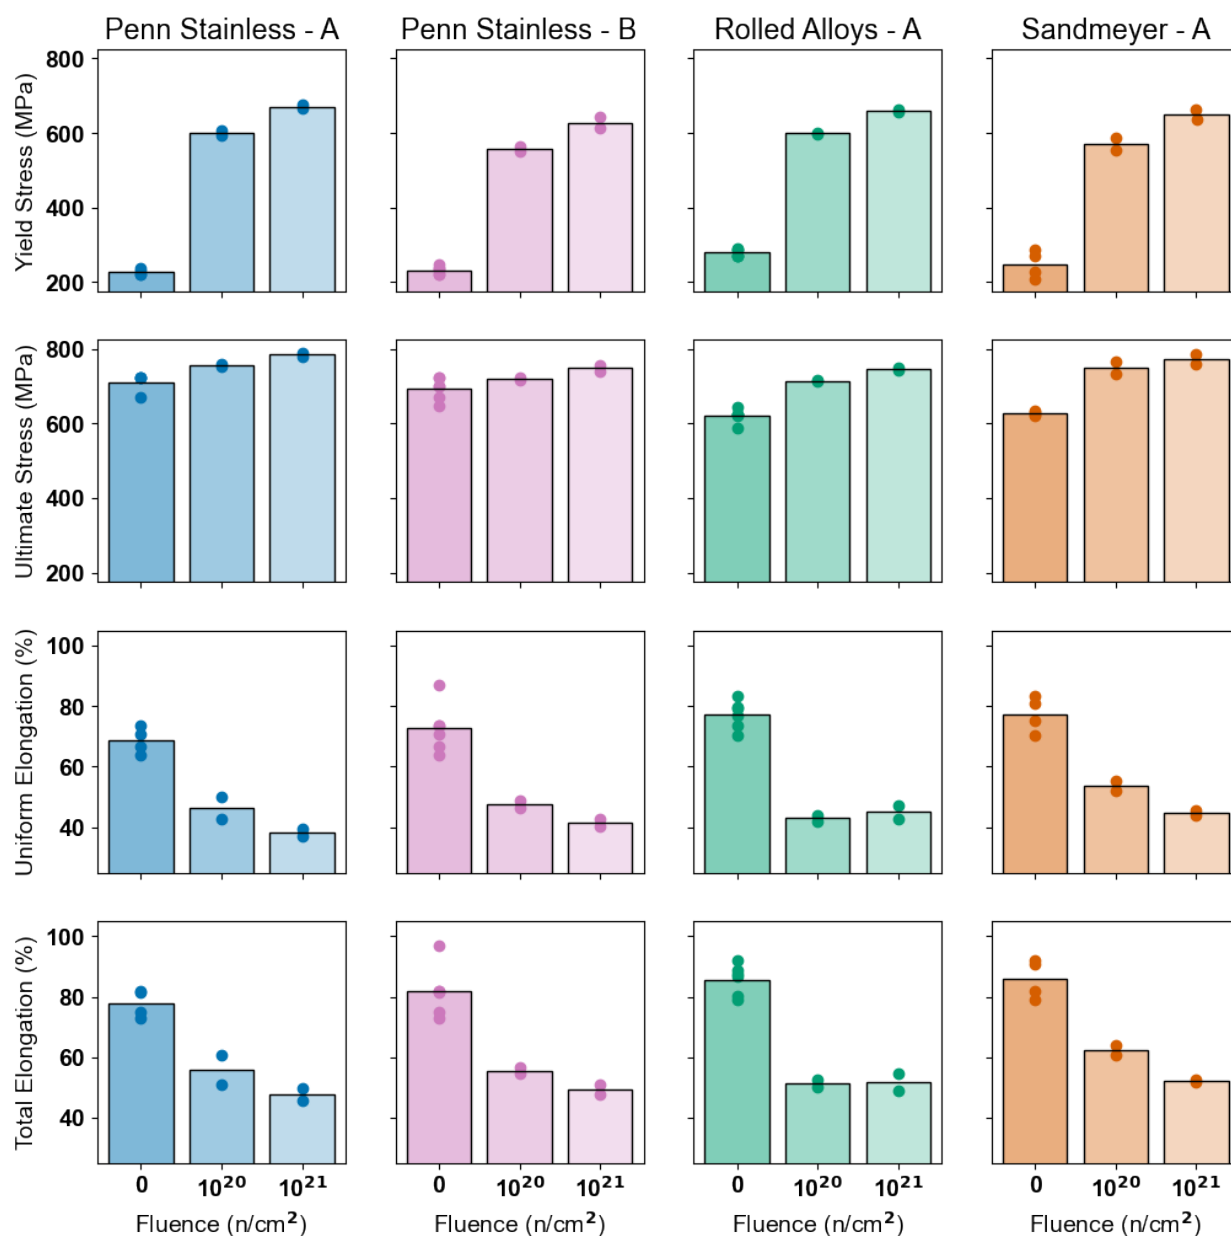 Penn Stainless - A
Penn Stainless - B
Rolled Alloys - A
Sandmeyer - A
Yield Stress (MPa)
800
600
400
200
Ultimate Stress (MPa)
800
600
400
200
Uniform Elongation (%)
100
80
60
40
Total Elongation (%)
100
80
60
40
0 10²⁰ 10²¹
0 10²⁰ 10²¹
0 10²⁰ 10²¹
0 10²⁰ 10²¹
Fluence (n/cm²)
Fluence (n/cm²)
Fluence (n/cm²)
Fluence (n/cm²)